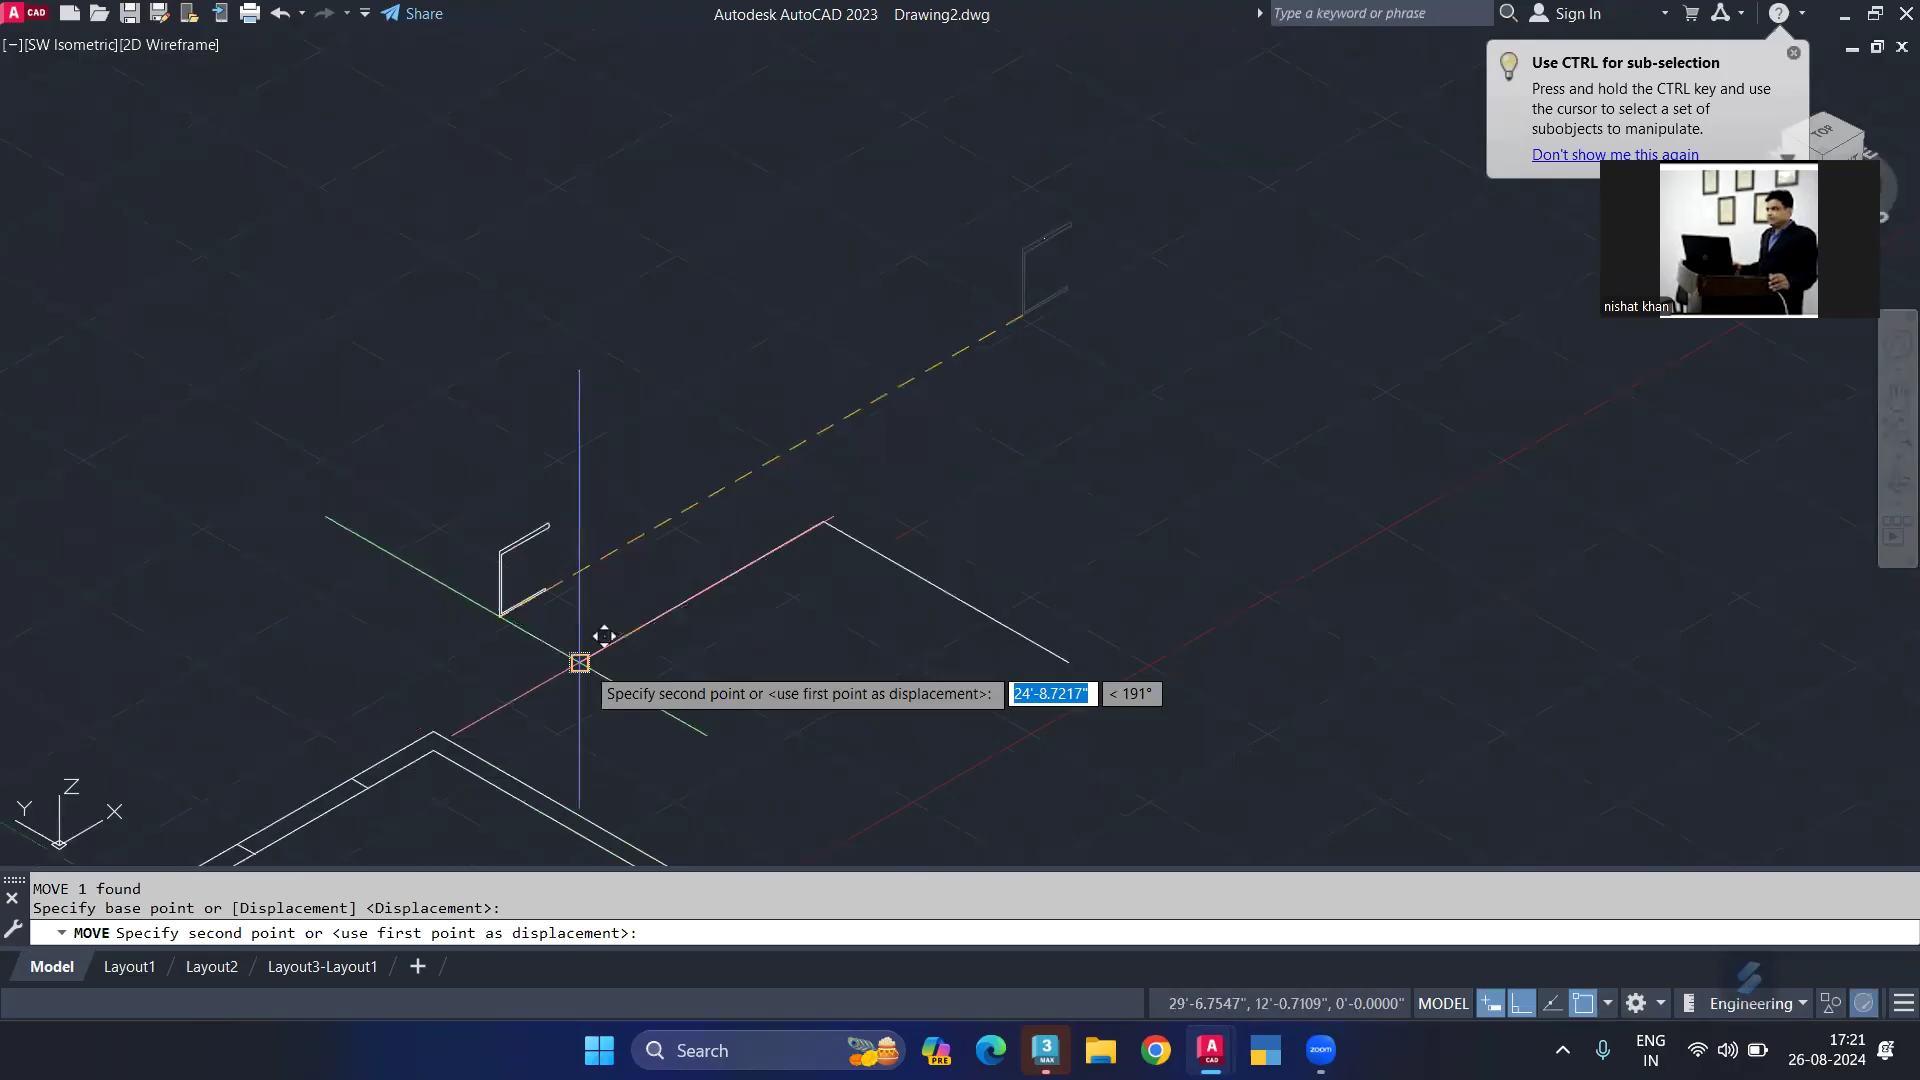 A CAD
Share
Autodesk AutoCAD 2023 Drawing2.dwg
Type a keyword or phrase
Sign In
[−][SW Isometric][2D Wireframe]
Use CTRL for sub-selection
Press and hold the CTRL key and use
the cursor to select a set of
subobjects to manipulate.
Don't show me this again
TOP
nishat khan
Specify second point or <use first point as displacement>: 24'-8.7217" < 191°
Z
Y
X
MOVE 1 found
Specify base point or [Displacement] <Displacement>:
MOVE Specify second point or <use first point as displacement>:
Model Layout1 Layout2 Layout3-Layout1 +
29'-6.7547", 12'-0.7109", 0'-0.0000" MODEL Engineering
Search
PRE
3
MAX
A
CAD
zoom
ENG
IN
17:21
26-08-2024